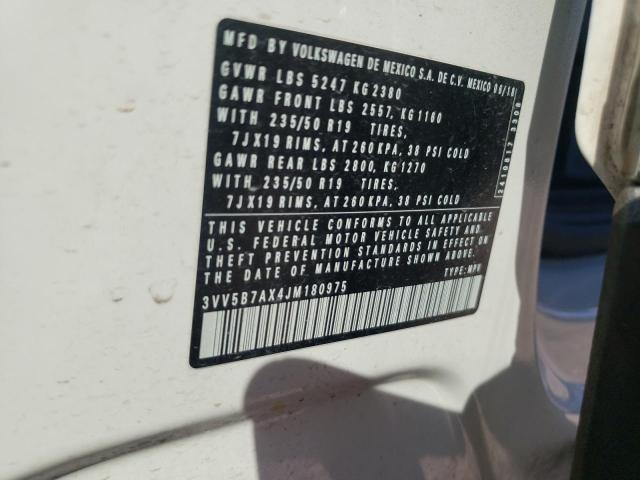 MFD BY VOLKSWAGEN DE MEXICO S.A. DE C.V. MEXICO 06/18
GVWR LBS 5247 KG 2380
GAWR FRONT LBS 2557, KG 1160
WITH 235/50 R19 TIRES,
7JX19 RIMS, AT 260 KPA, 38 PSI COLD
GAWR REAR LBS 2800, KG 1270
WITH 235/50 R19 TIRES,
7JX19 RIMS, AT 260 KPA, 38 PSI COLD
THIS VEHICLE CONFORMS TO ALL APPLICABLE
U.S. FEDERAL MOTOR VEHICLE SAFETY AND
THEFT PREVENTION STANDARDS IN EFFECT ON
THE DATE OF MANUFACTURE SHOWN ABOVE.
3VV5B7AX4JM180975 TYPE: MPV
2410817 3308